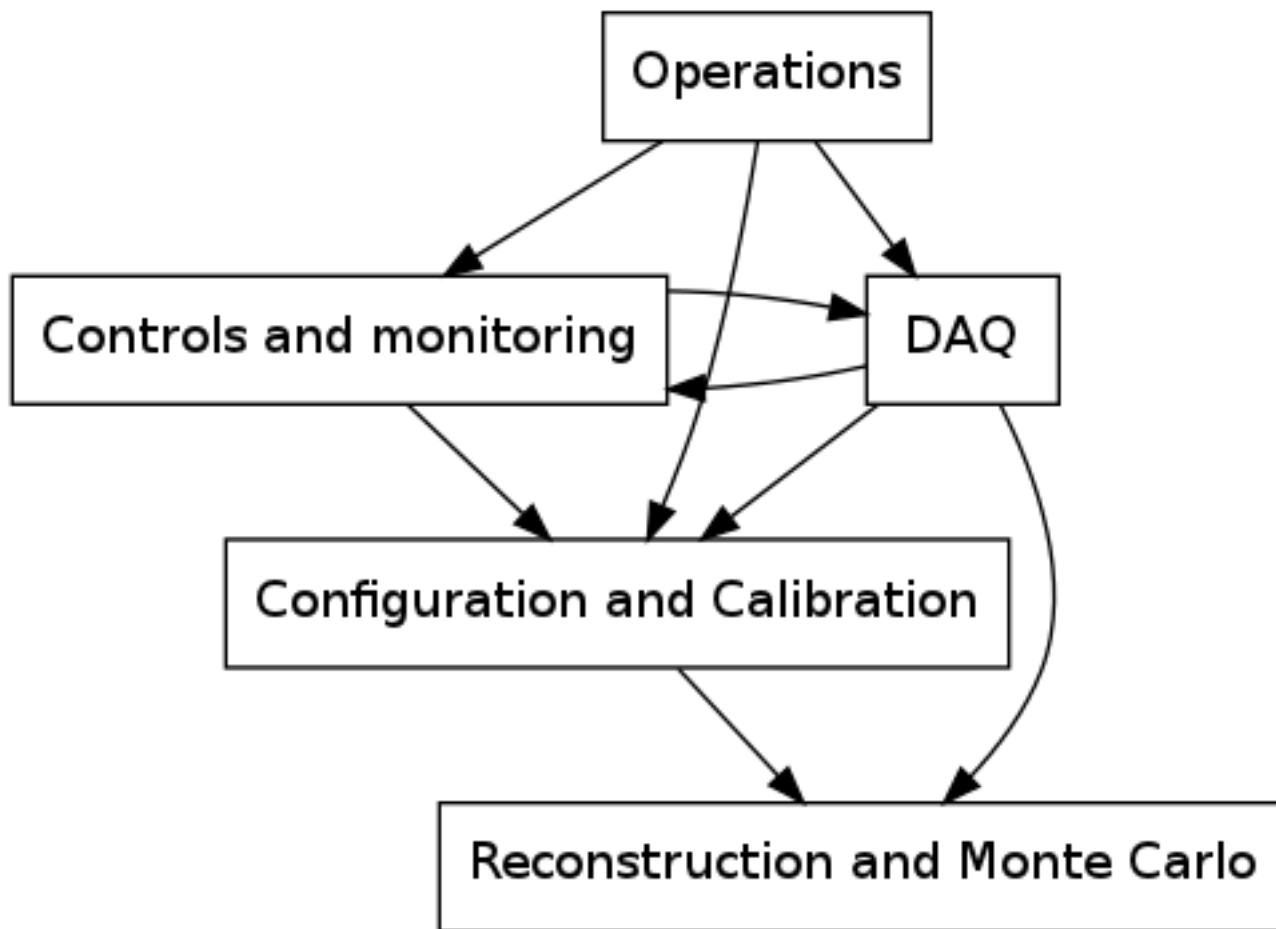 Operations
Controls and monitoring
DAQ
Configuration and Calibration
Reconstruction and Monte Carlo